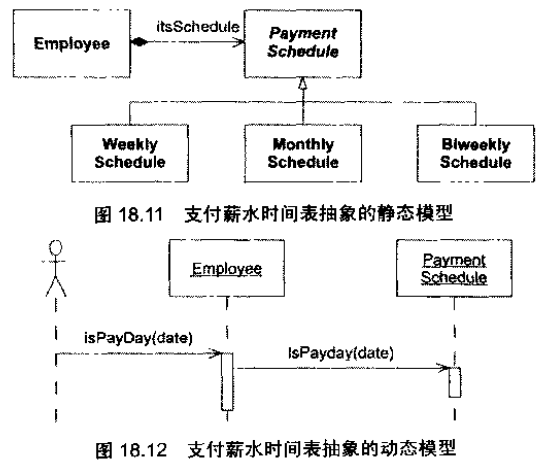 Employee
itsSchedule
Payment
Schedule
Weekly
Schedule
Monthly
Schedule
Biweekly
Schedule
图 18.11 支付薪水时间表抽象的静态模型
Employee
Payment
Schedule
isPayDay(date)
IsPayday(date)
图 18.12 支付薪水时间表抽象的动态模型